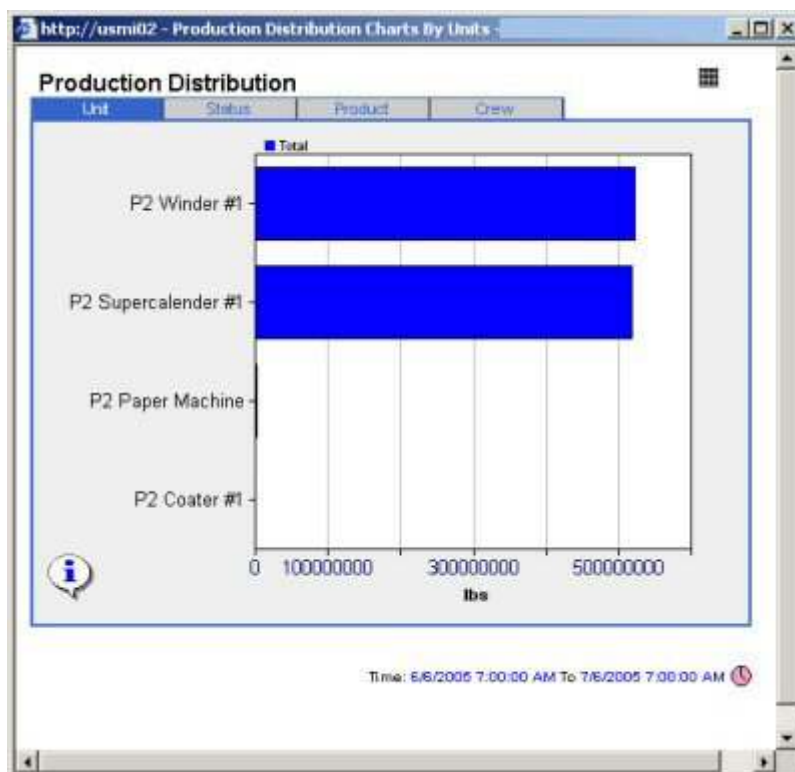 http://usmi02 - Production Distribution Charts By Units -
Production Distribution
Unit Status Product Crew
Total
P2 Winder #1
P2 Supercalender #1
P2 Paper Machine
P2 Coater #1
0 100000000 300000000 500000000
lbs
Time: 6/6/2005 7:00:00 AM To 7/6/2005 7:00:00 AM